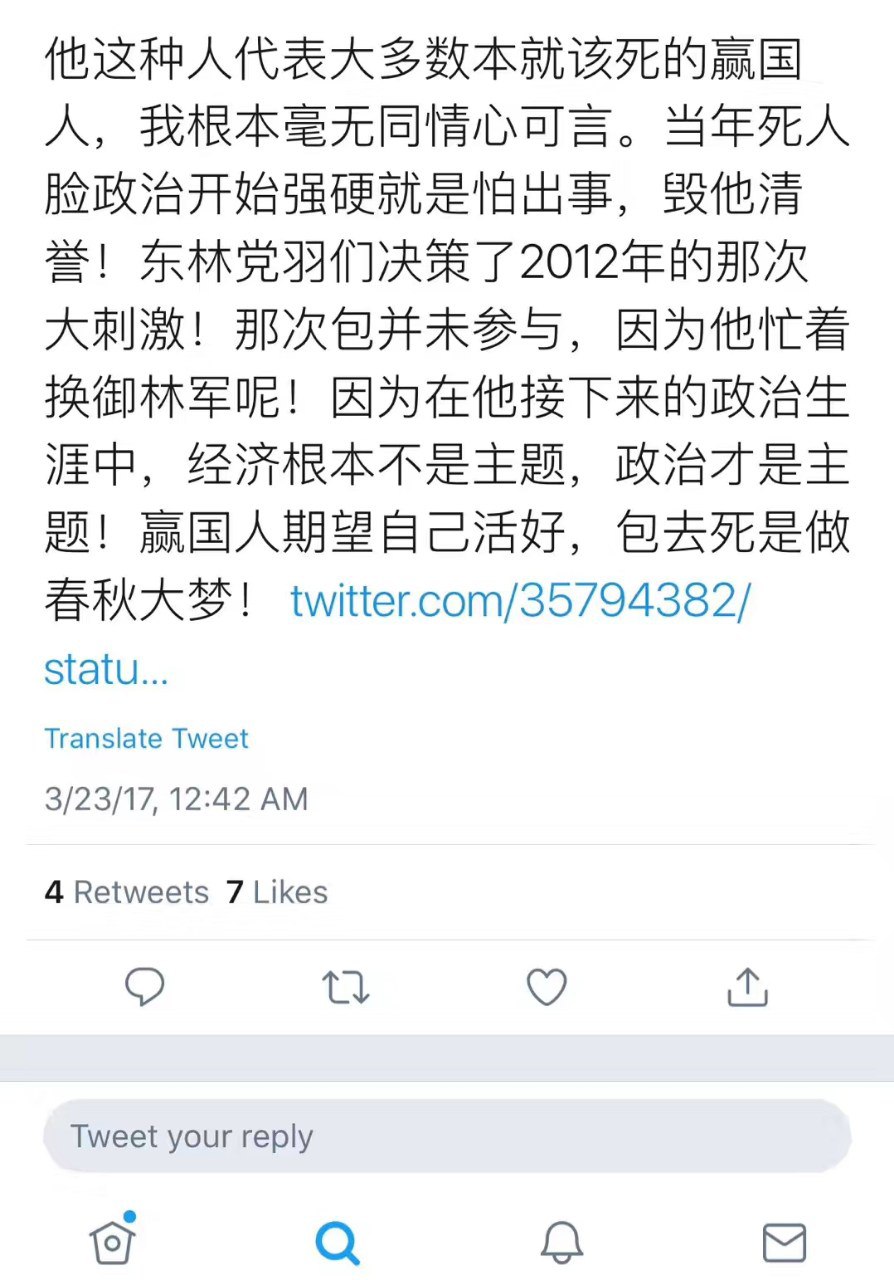 他这种人代表大多数本就该死的赢国
人，我根本毫无同情心可言。当年死人
脸政治开始强硬就是怕出事，毁他清
誉！东林党羽们决策了2012年的那次
大刺激！那次包并未参与，因为他忙着
换御林军呢！因为在他接下来的政治生
涯中，经济根本不是主题，政治才是主
题！赢国人期望自己活好，包去死是做
春秋大梦！ twitter.com/35794382/
statu...
Translate Tweet
3/23/17, 12:42 AM
4 Retweets 7 Likes
Tweet your reply